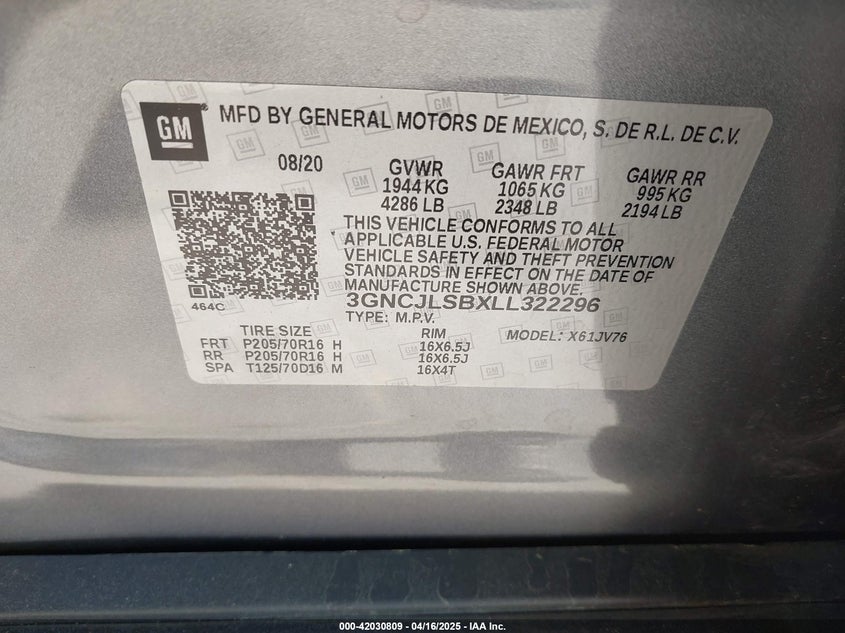 GM
MFD BY GENERAL MOTORS DE MEXICO, S. DE R.L. DE C.V.
08/20 GVWR GAWR FRT GAWR RR
1944 KG 1065 KG 995 KG
4286 LB 2348 LB 2194 LB
THIS VEHICLE CONFORMS TO ALL
APPLICABLE U.S. FEDERAL MOTOR
VEHICLE SAFETY AND THEFT PREVENTION
STANDARDS IN EFFECT ON THE DATE OF
MANUFACTURE SHOWN ABOVE.
464C
3GNCJLSBXLL322296
TYPE: M.P.V.
TIRE SIZE RIM MODEL: X61JV76
FRT P205/70R16 H 16X6.5J
RR P205/70R16 H 16X6.5J
SPA T125/70D16 M 16X4T
000-42030809 - 04/16/2025 - IAA Inc.